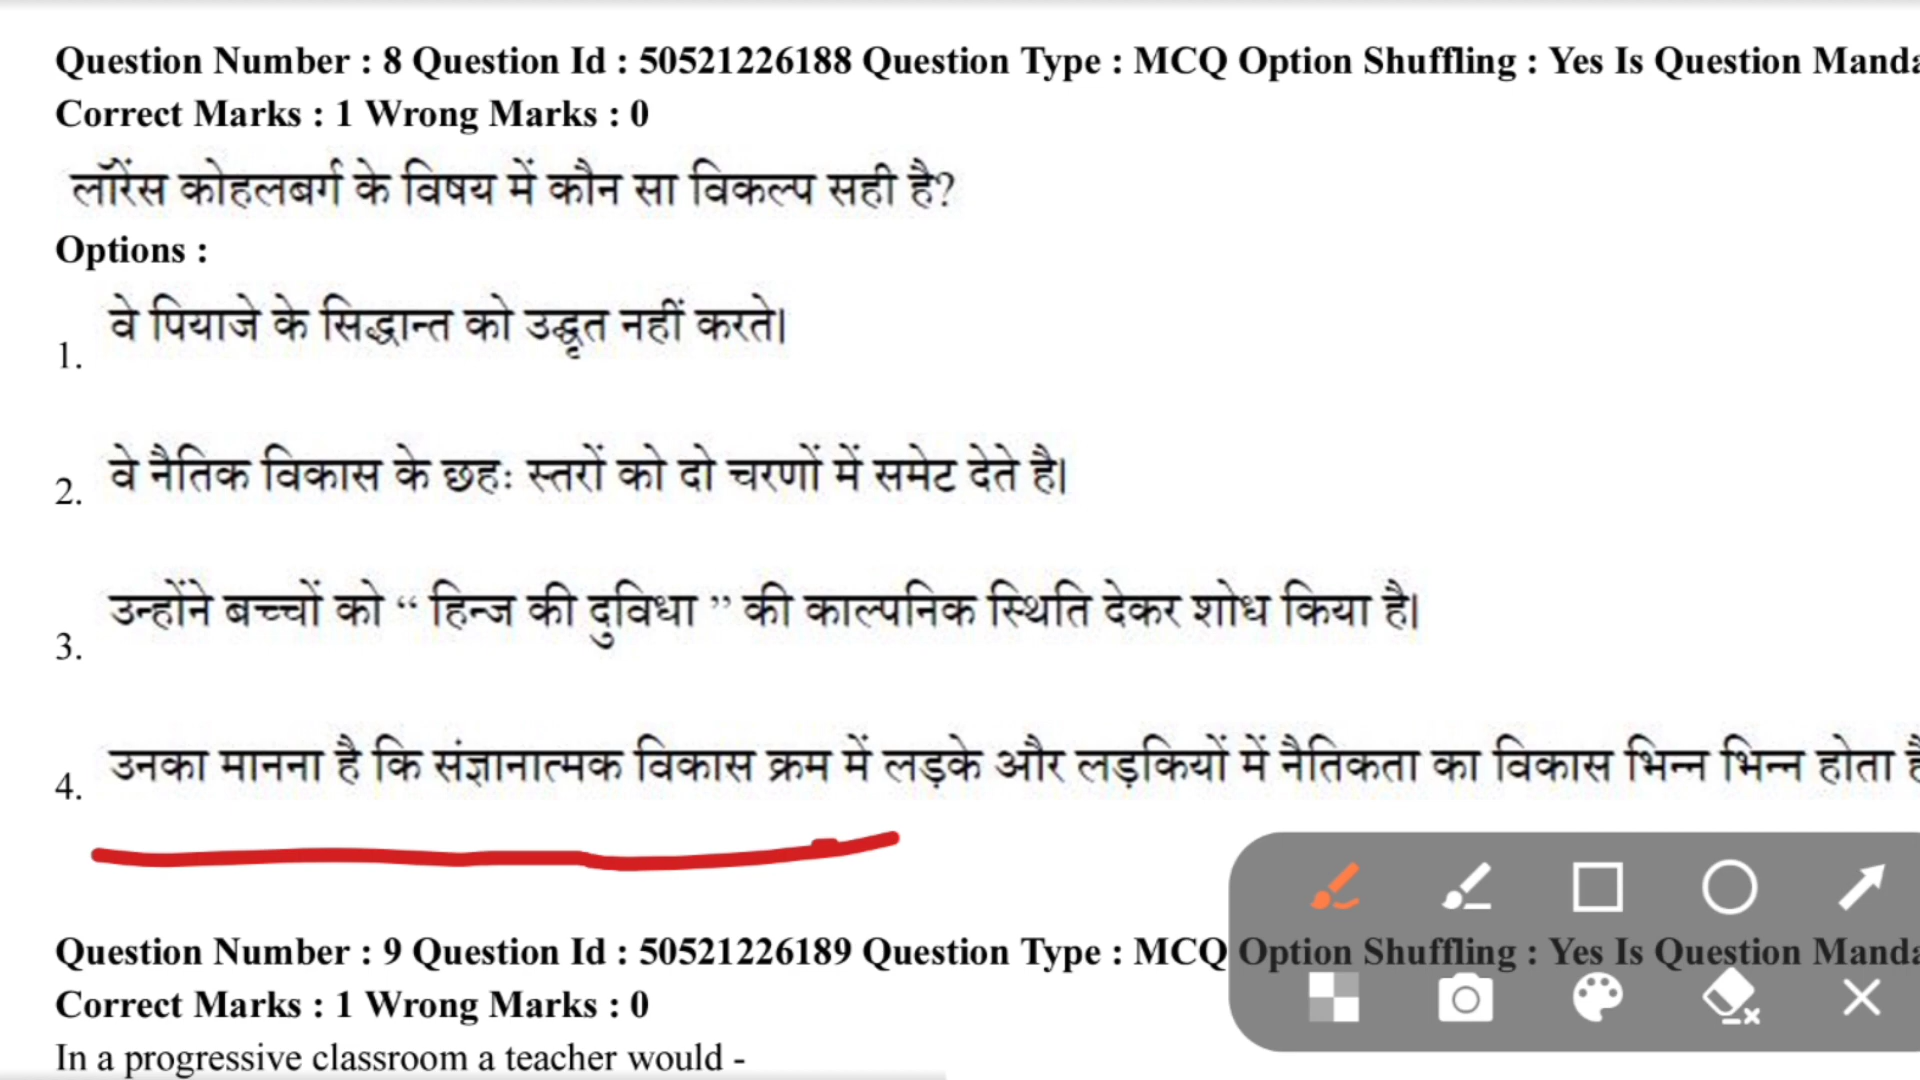 Question Number : 8 Question Id : 50521226188 Question Type : MCQ Option Shuffling : Yes Is Question
Correct Marks : 1 Wrong Marks : 0
लॉरेंस कोहलबर्ग के विषय में कौन सा विकल्प सही है?
Options :
1. वे पियाजे के सिद्धान्त को उद्धृत नहीं करते।
2. वे नैतिक विकास के छहः स्तरों को दो चरणों में समेट देते है।
3. उन्होंने बच्चों को “ हिन्ज की दुविधा ” की काल्पनिक स्थिति देकर शोध किया है।
4. उनका मानना है कि संज्ञानात्मक विकास क्रम में लड़के और लड़कियों में नैतिकता का विकास भिन्न भिन्न होता
Question Number : 9 Question Id : 50521226189 Question Type : MCQ Option Shuffling : Yes Is Question
Correct Marks : 1 Wrong Marks : 0
In a progressive classroom a teacher would -